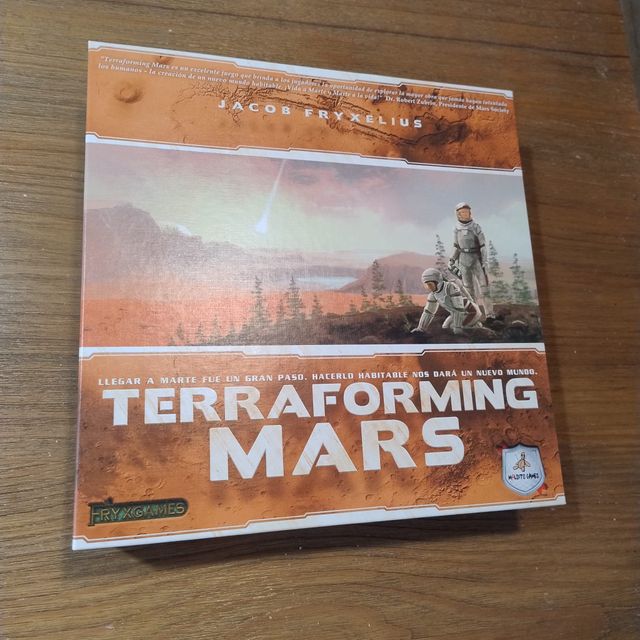 "Terraforming Mars es un excelente juego que brinda a los jugadores la oportunidad de explorar la mayor obra que jamás hayan intentado
los humanos - la creación de un nuevo mundo habitable. ¡Vida a Marte y Marte a la vida!" Dr. Robert Zubrin, Presidente de Mars Society
JACOB FRYXELIUS
LLEGAR A MARTE FUE UN GRAN PASO. HACERLO HABITABLE NOS DARÁ UN NUEVO MUNDO.
TERRAFORMING
MARS
FRYXGAMES
MALDITO GAMES